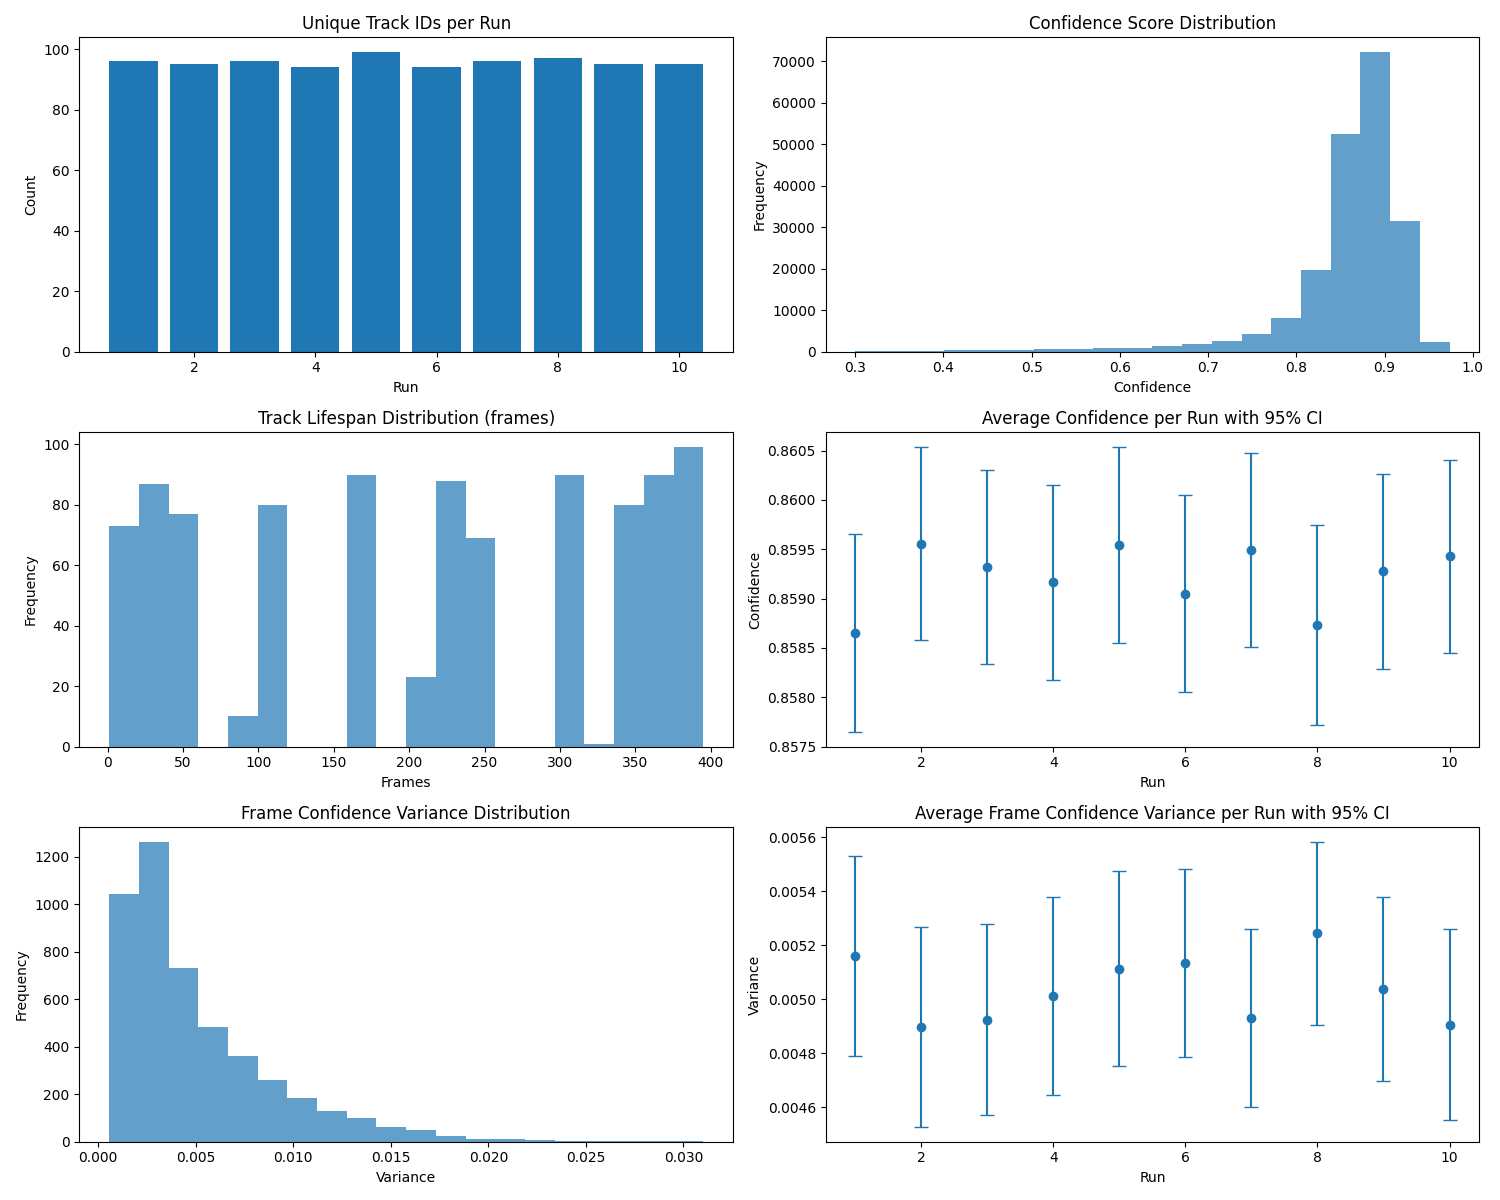 Unique Track IDs per Run
Count
100
80
60
40
20
0
2 4 6 8 10
Run
Confidence Score Distribution
Frequency
70000
60000
50000
40000
30000
20000
10000
0
0.3 0.4 0.5 0.6 0.7 0.8 0.9 1.0
Confidence
Track Lifespan Distribution (frames)
Frequency
100
80
60
40
20
0
0 50 100 150 200 250 300 350 400
Frames
Average Confidence per Run with 95% CI
Confidence
0.8605
0.8600
0.8595
0.8590
0.8585
0.8580
0.8575
2 4 6 8 10
Run
Frame Confidence Variance Distribution
Frequency
1200
1000
800
600
400
200
0
0.000 0.005 0.010 0.015 0.020 0.025 0.030
Variance
Average Frame Confidence Variance per Run with 95% CI
Variance
0.0056
0.0054
0.0052
0.0050
0.0048
0.0046
2 4 6 8 10
Run